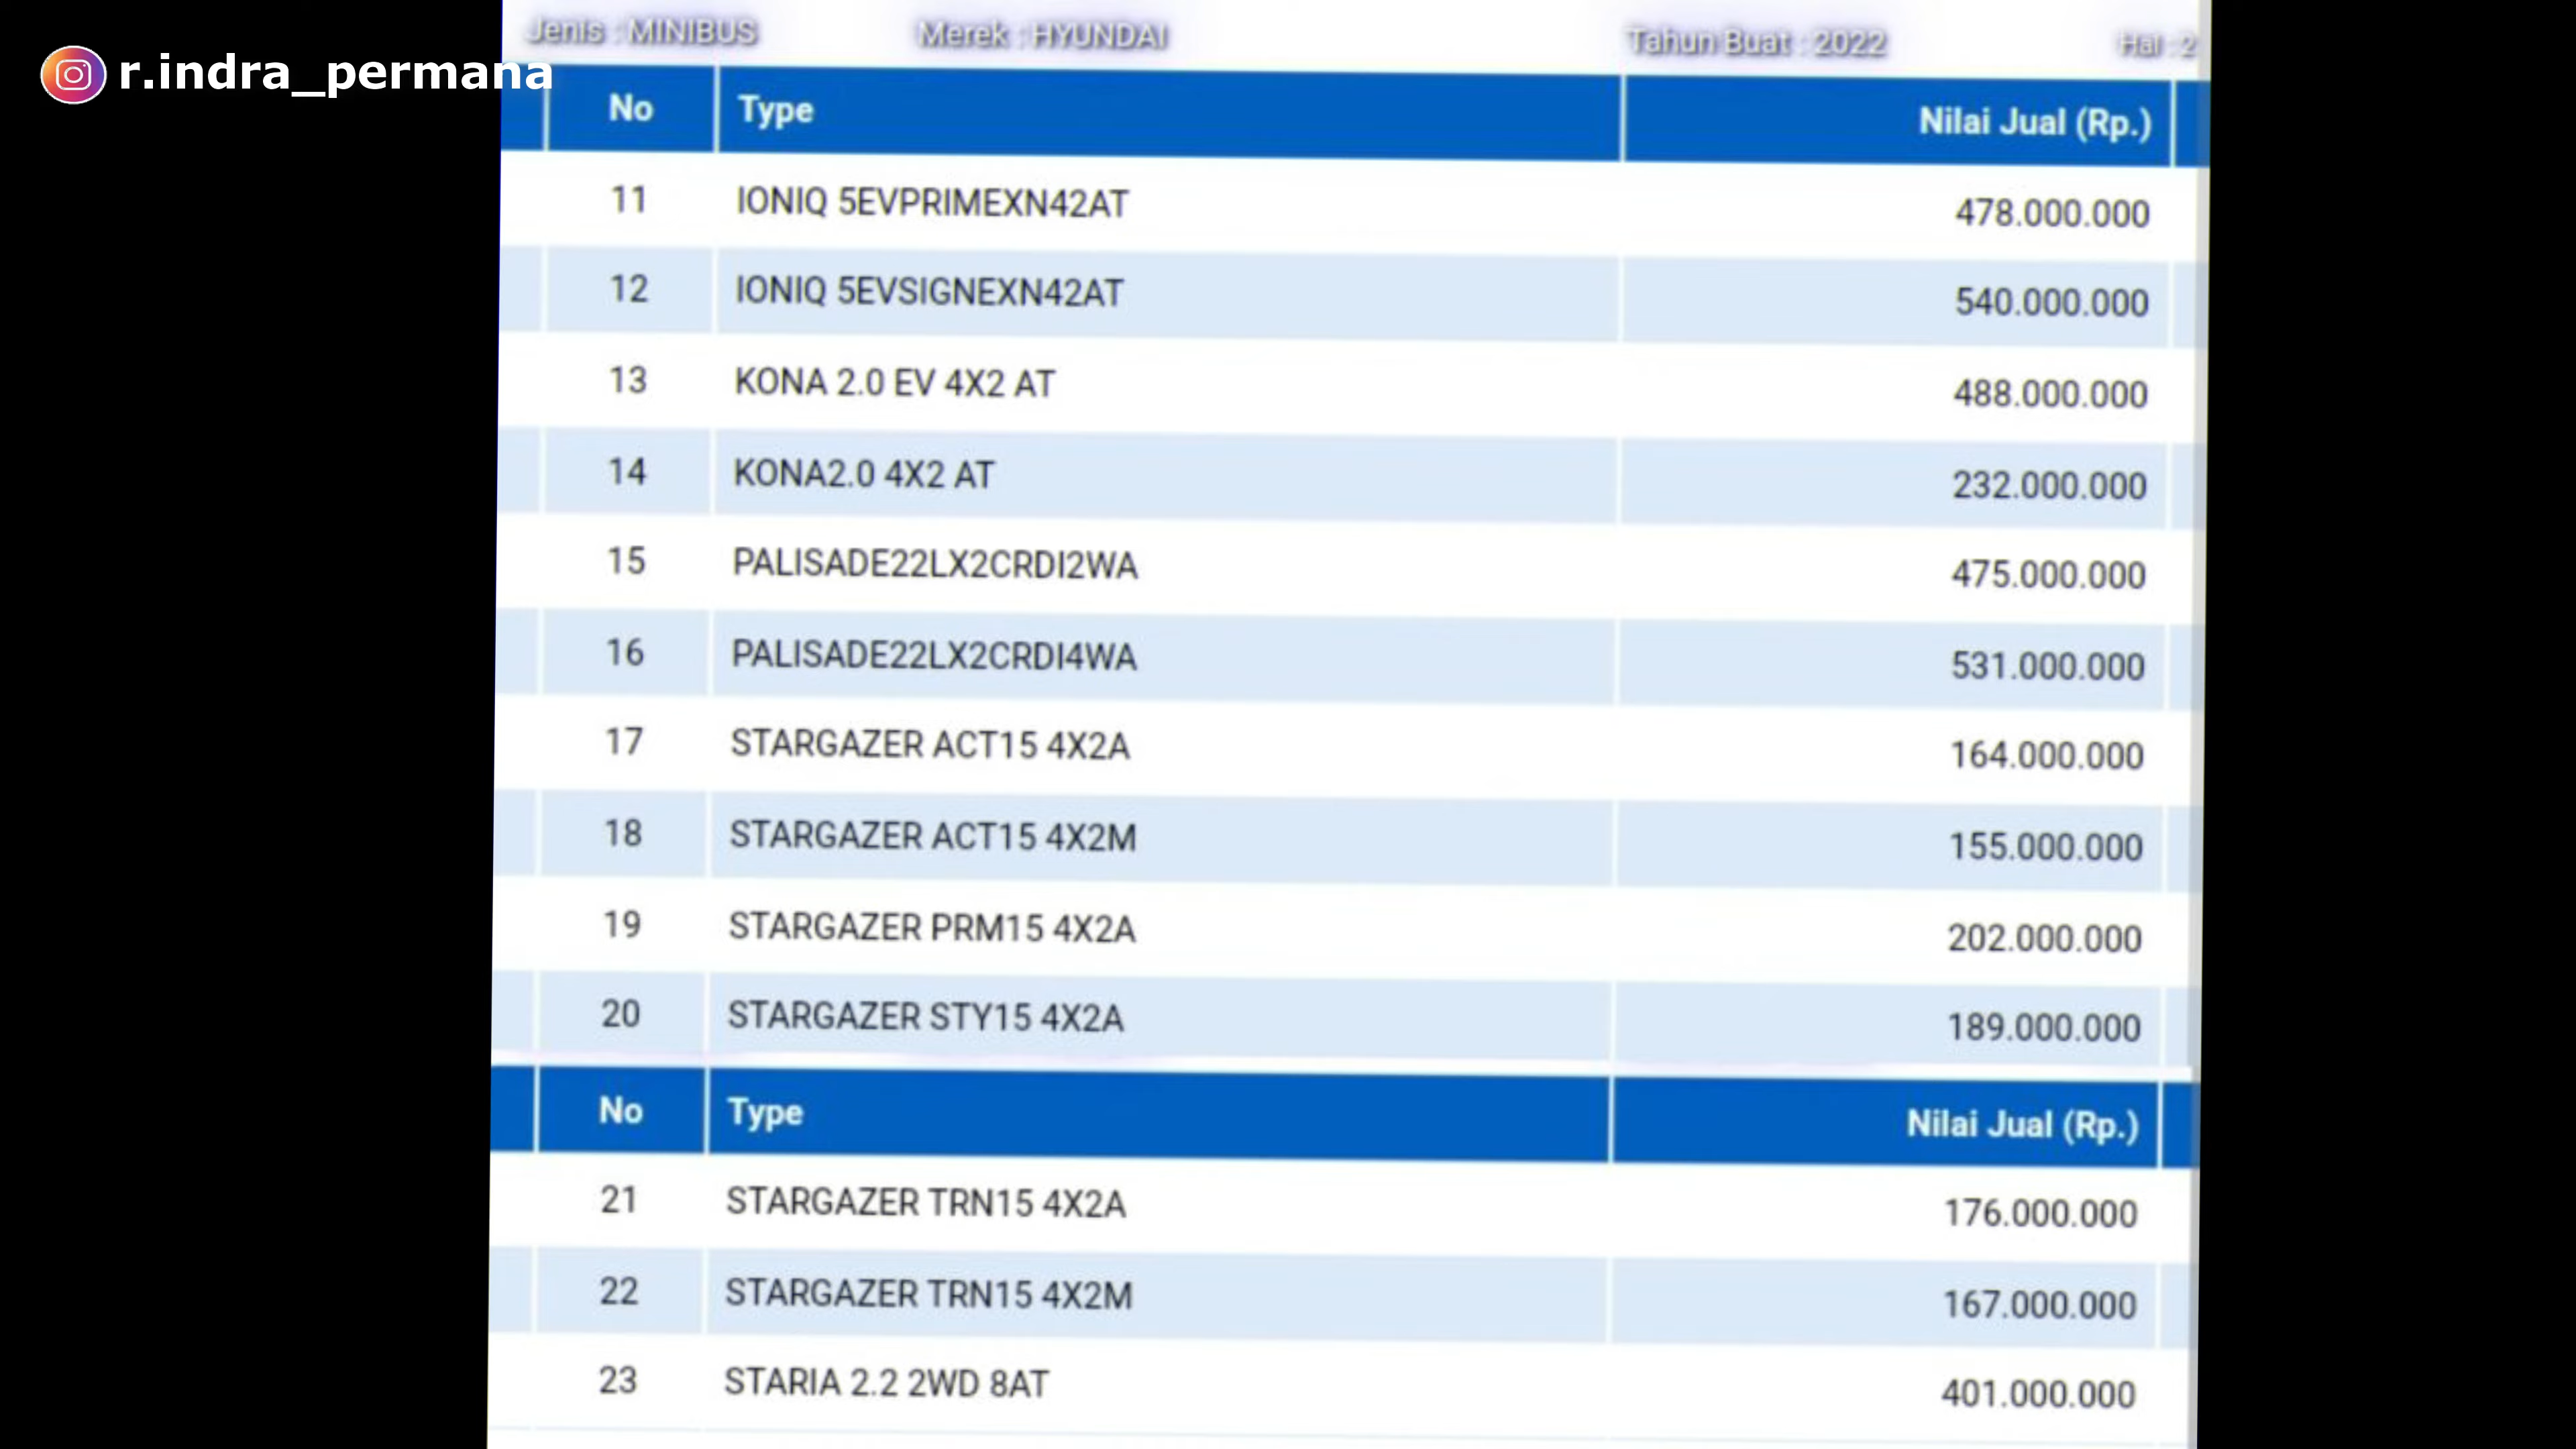 r.indra_permana
Jenis : MINIBUS Merek : HYUNDAI Tahun Buat : 2022 Hal : 2
No Type Nilai Jual (Rp.)
11 IONIQ 5EVPRIMEXN42AT 478.000.000
12 IONIQ 5EVSIGNEXN42AT 540.000.000
13 KONA 2.0 EV 4X2 AT 488.000.000
14 KONA2.0 4X2 AT 232.000.000
15 PALISADE22LX2CRDI2WA 475.000.000
16 PALISADE22LX2CRDI4WA 531.000.000
17 STARGAZER ACT15 4X2A 164.000.000
18 STARGAZER ACT15 4X2M 155.000.000
19 STARGAZER PRM15 4X2A 202.000.000
20 STARGAZER STY15 4X2A 189.000.000
No Type Nilai Jual (Rp.)
21 STARGAZER TRN15 4X2A 176.000.000
22 STARGAZER TRN15 4X2M 167.000.000
23 STARIA 2.2 2WD 8AT 401.000.000